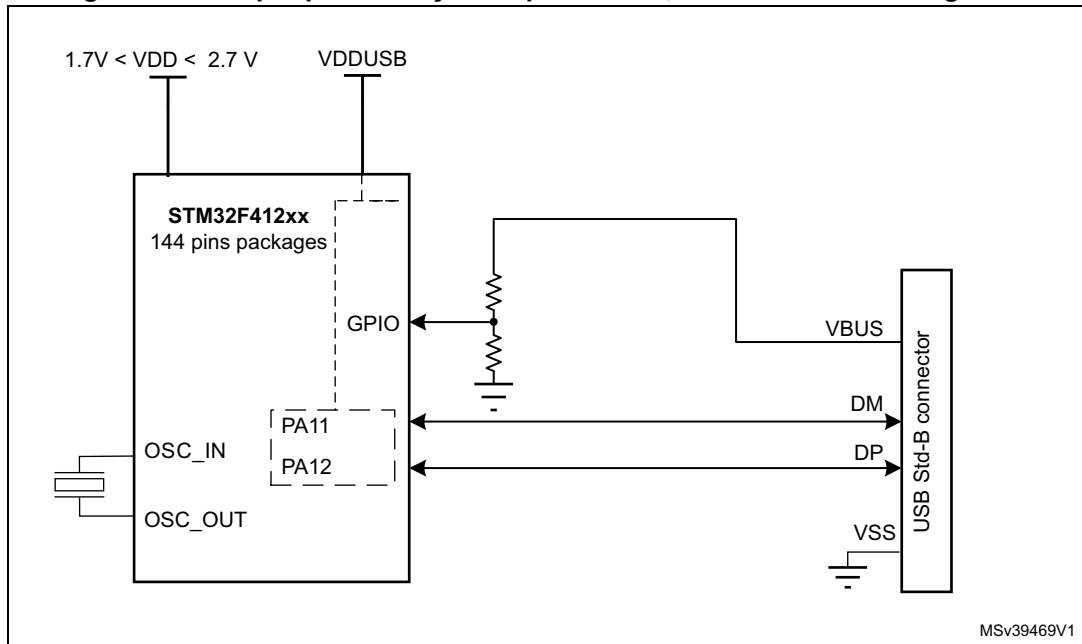 1.7V < VDD < 2.7 V
VDDUSB
STM32F412xx
144 pins packages
GPIO
VBUS
DM
PA11
OSC_IN
DP
PA12
OSC_OUT
VSS
USB Std-B connector
MSv39469V1